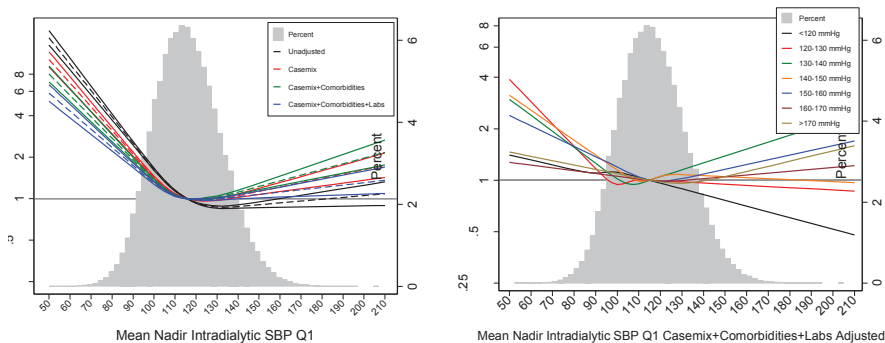 8
6
4
2
1
.5
6
4
2
0
Percent
Percent
Unadjusted
Casemix
Casemix+Comorbidities
Casemix+Comorbidities+Labs
50 60 70 80 90 100 110 120 130 140 150 160 170 180 190 200 210
Mean Nadir Intradialytic SBP Q1
8
4
2
1
.5
.25
6
4
2
0
Percent
Percent
<120 mmHg
120-130 mmHg
130-140 mmHg
140-150 mmHg
150-160 mmHg
160-170 mmHg
>170 mmHg
50 60 70 80 90 100 110 120 130 140 150 160 170 180 190 200 210
Mean Nadir Intradialytic SBP Q1 Casemix+Comorbidities+Labs Adjusted